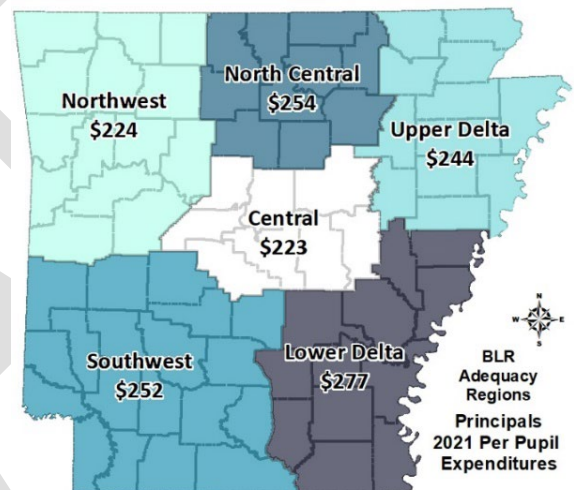 North Central
$254
Northwest
$224
Upper Delta
$244
Central
$223
Southwest
$252
Lower Delta
$277
N
W E
S
BLR
Adequacy
Regions
Principals
2021 Per Pupil
Expenditures